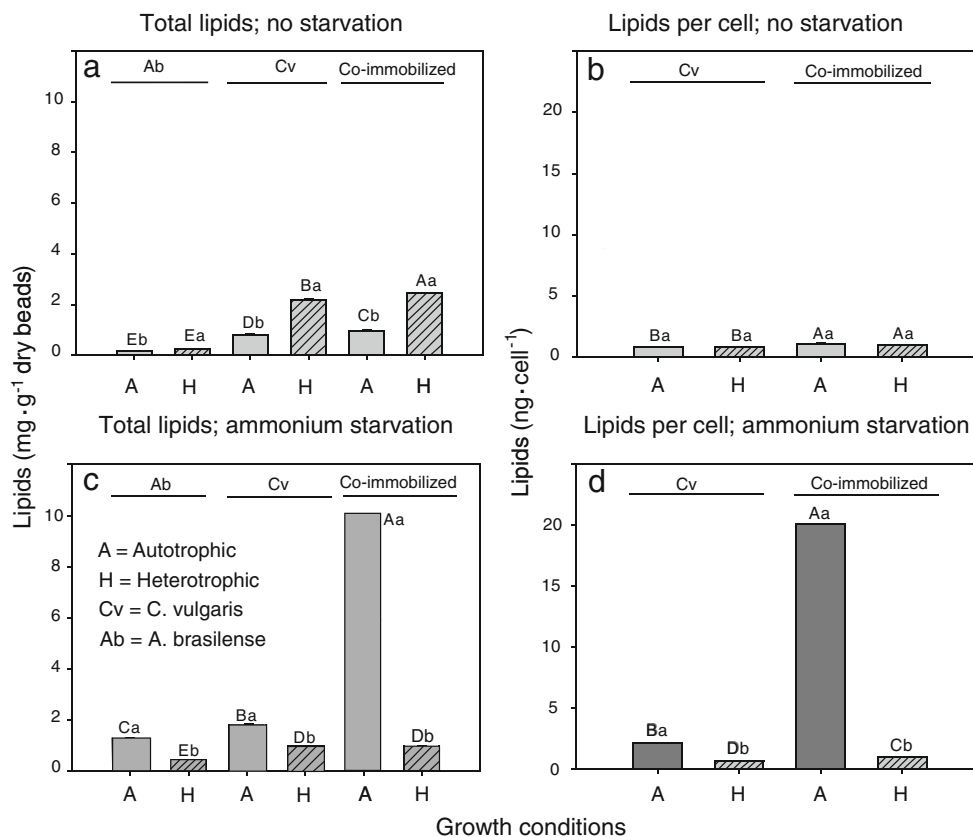 Total lipids; no starvation
Lipids per cell; no starvation
a
Ab
Cv
Co-immobilized
10
8
6
4
2
0
Eb
Ea
Db
Ba
Cb
Aa
A
H
A
H
A
H
b
Cv
Co-immobilized
20
15
10
5
0
Ba
Ba
Aa
Aa
A
H
A
H
Lipids (mg·g⁻¹ dry beads)
Lipids (ng·cell⁻¹)
Total lipids; ammonium starvation
Lipids per cell; ammonium starvation
c
Ab
Cv
Co-immobilized
10
8
6
4
2
0
A = Autotrophic
H = Heterotrophic
Cv = C. vulgaris
Ab = A. brasilense
Ca
Eb
Ba
Db
Aa
Db
A
H
A
H
A
H
d
Cv
Co-immobilized
20
15
10
5
0
Ba
Db
Aa
Cb
A
H
A
H
Growth conditions